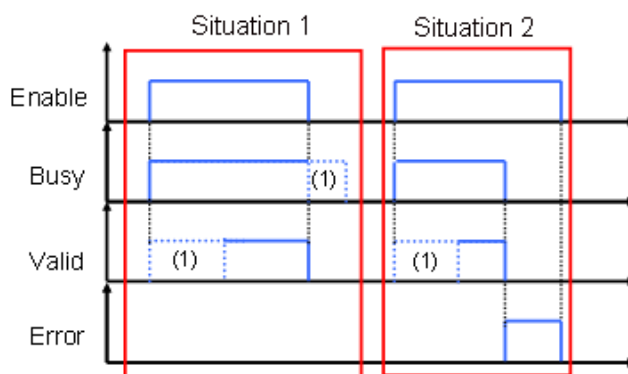 Situation 1
Situation 2
Enable
Busy
(1)
Valid
(1)
(1)
Error